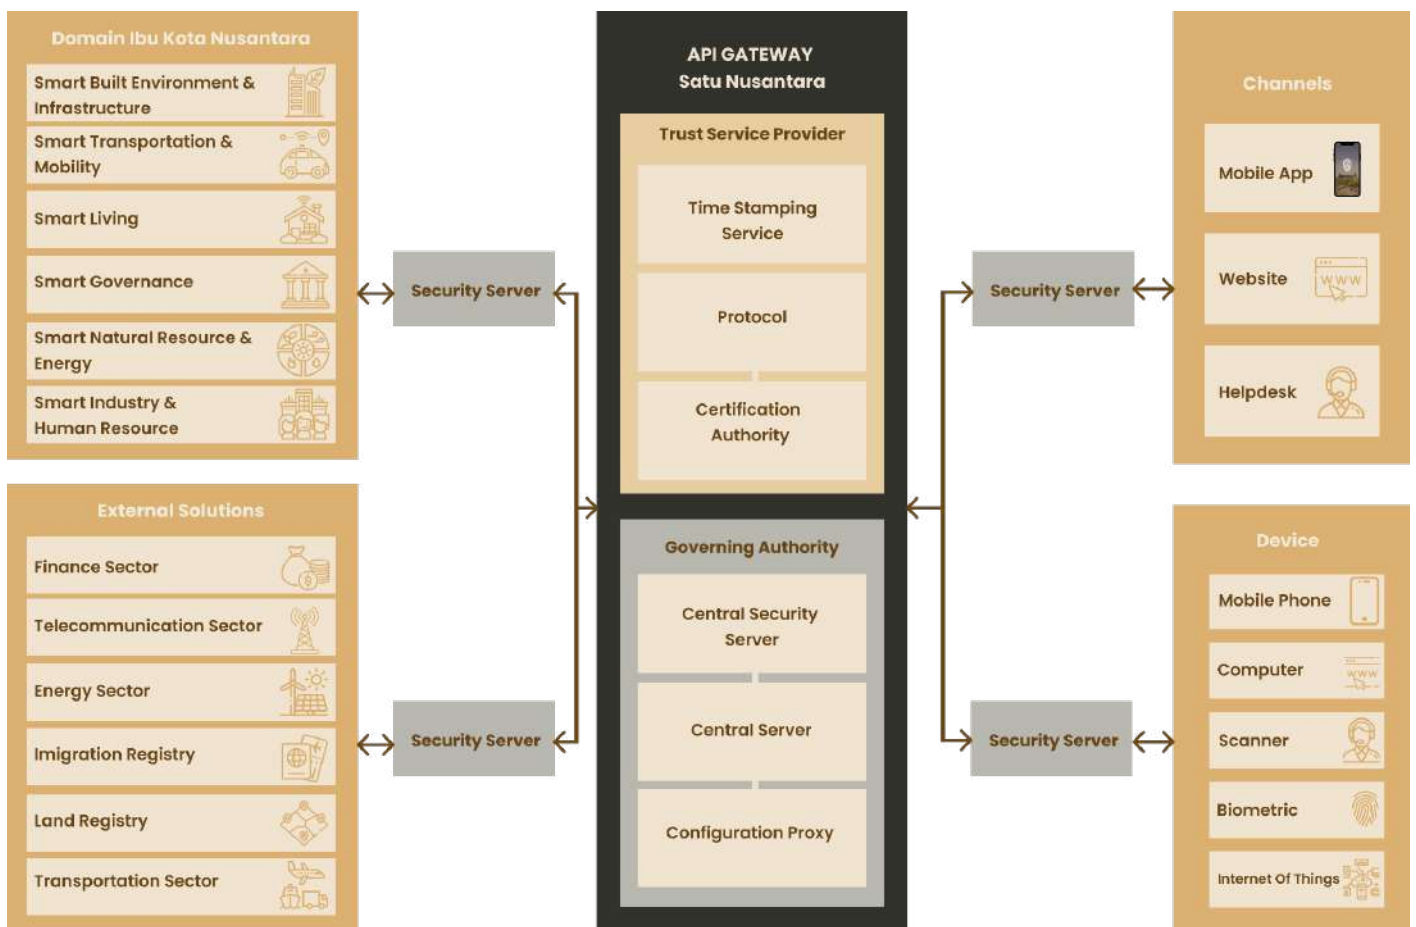 Domain Ibu Kota Nusantara
Smart Built Environment &
Infrastructure
Smart Transportation &
Mobility
Smart Living
Smart Governance
Smart Natural Resource &
Energy
Smart Industry &
Human Resource
External Solutions
Finance Sector
Telecommunication Sector
Energy Sector
Imigration Registry
Land Registry
Transportation Sector
Security Server
Security Server
API GATEWAY
Satu Nusantara
Trust Service Provider
Time Stamping
Service
Protocol
Certification
Authority
Governing Authority
Central Security
Server
Central Server
Configuration Proxy
Security Server
Security Server
Channels
Mobile App
Website
WWW
Helpdesk
Device
Mobile Phone
Computer
WWW
Scanner
Biometric
Internet Of Things